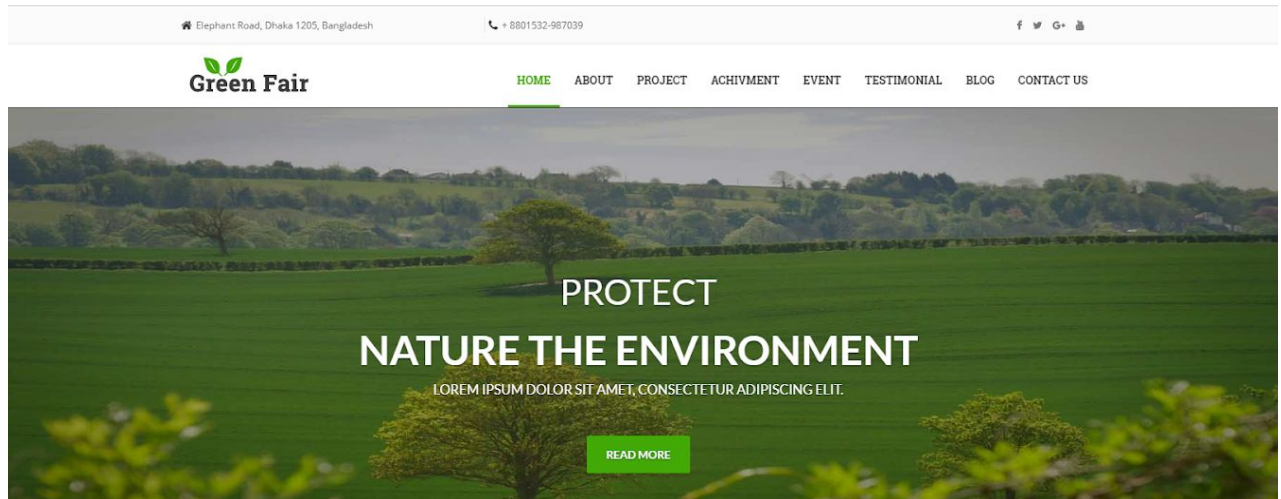 Elephant Road, Dhaka 1205, Bangladesh
+ 8801532-987039
G+
Green Fair
HOME ABOUT PROJECT ACHIVMENT EVENT TESTIMONIAL BLOG CONTACT US
PROTECT
NATURE THE ENVIRONMENT
LOREM IPSUM DOLOR SIT AMET, CONSECTETUR ADIPISCING ELIT.
READ MORE